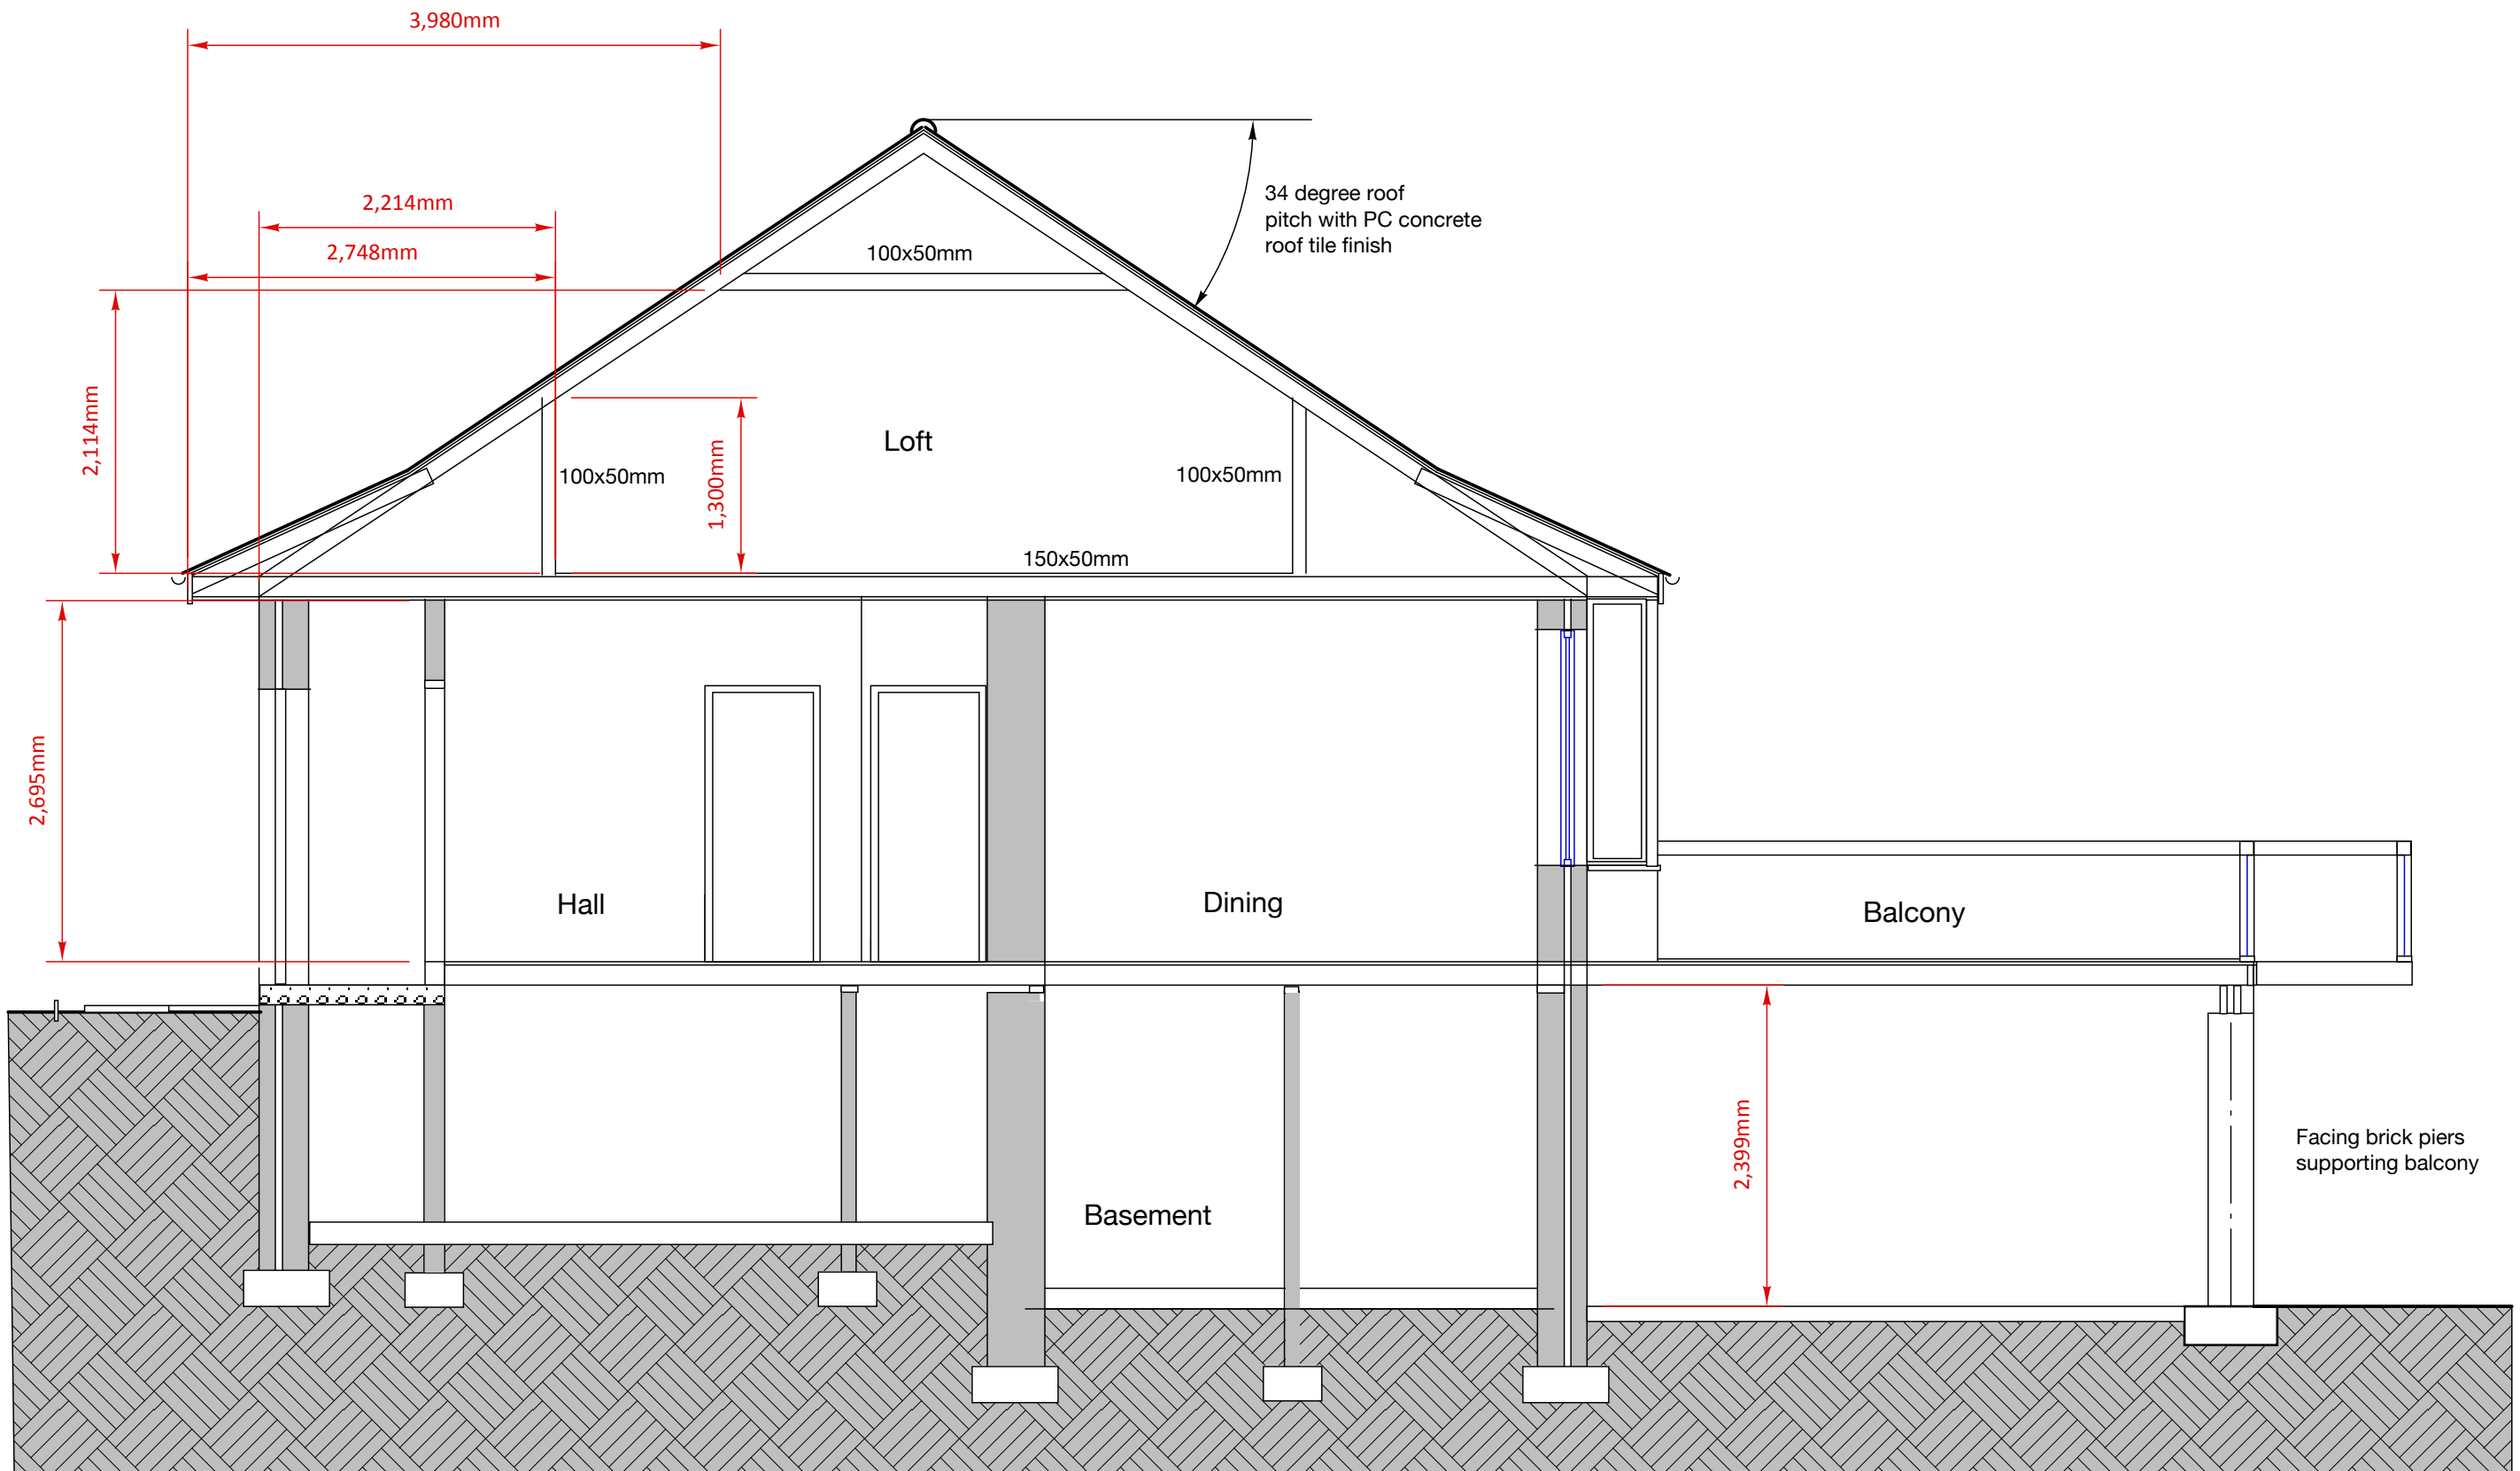 3,980mm
34 degree roof
pitch with PC concrete
roof tile finish
2,214mm
2,748mm
100x50mm
2,114mm
1,300mm
Loft
100x50mm
100x50mm
150x50mm
2,695mm
Hall
Dining
Balcony
2,399mm
Facing brick piers
supporting balcony
Basement